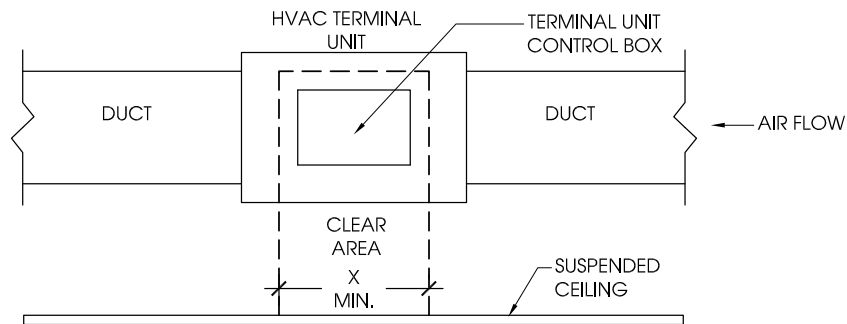 HVAC TERMINAL
UNIT
TERMINAL UNIT
CONTROL BOX
DUCT
DUCT
AIR FLOW
CLEAR
AREA
X
MIN.
SUSPENDED
CEILING